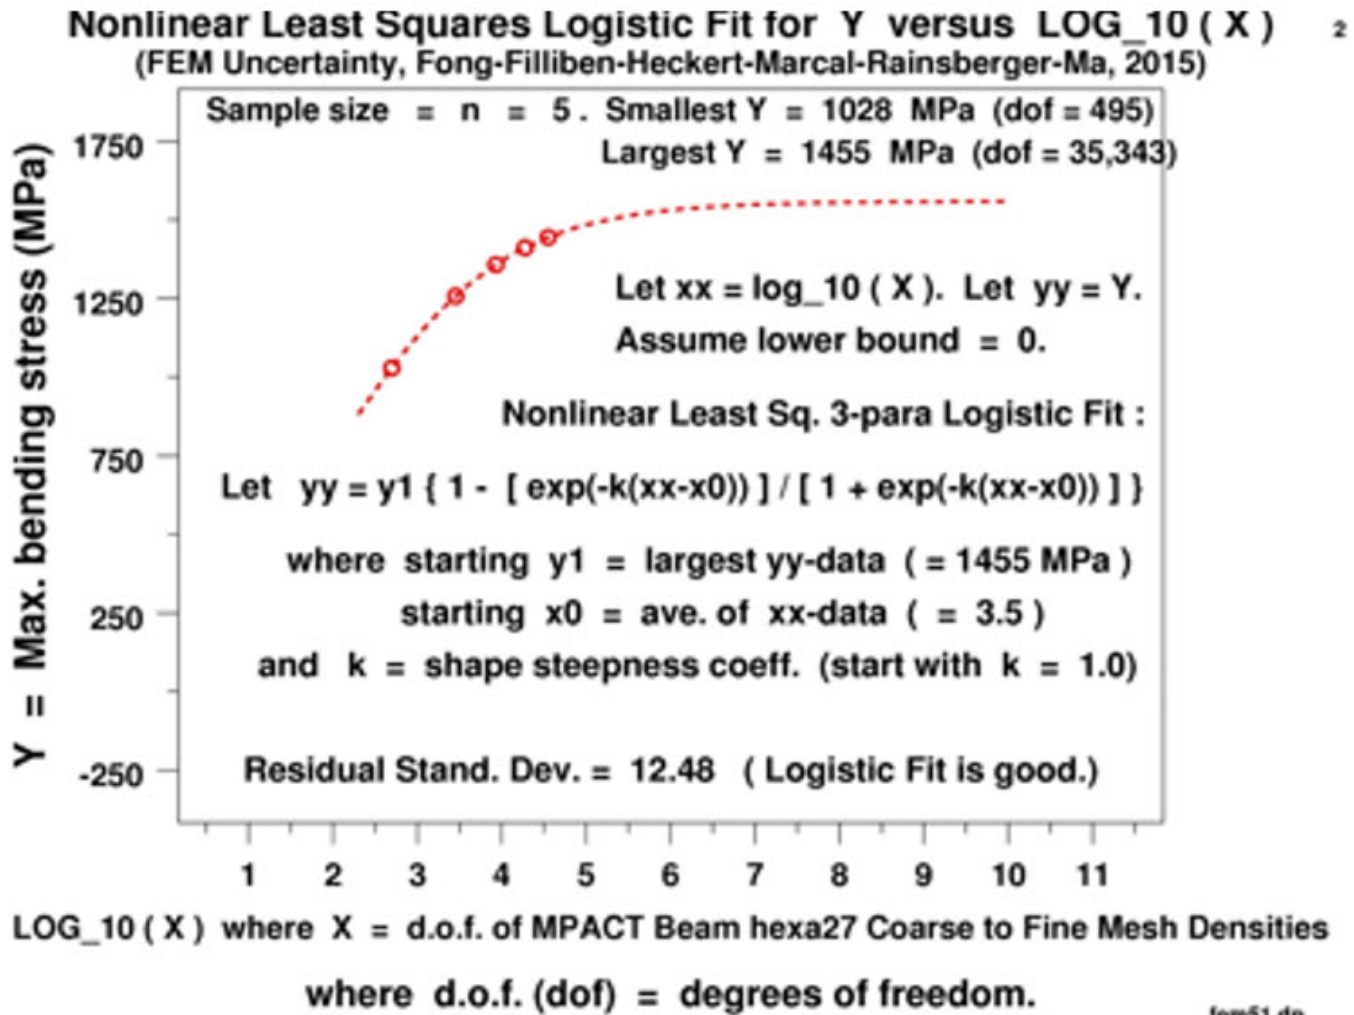 Nonlinear Least Squares Logistic Fit for Y versus LOG_10 ( X ) 2
(FEM Uncertainty, Fong-Filliben-Heckert-Marcal-Rainsberger-Ma, 2015)
Sample size = n = 5 . Smallest Y = 1028 MPa (dof = 495)
Largest Y = 1455 MPa (dof = 35,343)
Let xx = log_10 ( X ). Let yy = Y.
Assume lower bound = 0.
Nonlinear Least Sq. 3-para Logistic Fit :
Let yy = y1 { 1 - [ exp(-k(xx-x0)) ] / [ 1 + exp(-k(xx-x0)) ] }
where starting y1 = largest yy-data ( = 1455 MPa )
starting x0 = ave. of xx-data ( = 3.5 )
and k = shape steepness coeff. (start with k = 1.0)
Residual Stand. Dev. = 12.48 ( Logistic Fit is good.)
Y = Max. bending stress (MPa)
1750
1250
750
250
-250
1 2 3 4 5 6 7 8 9 10 11
LOG_10 ( X ) where X = d.o.f. of MPACT Beam hexa27 Coarse to Fine Mesh Densities
where d.o.f. (dof) = degrees of freedom.